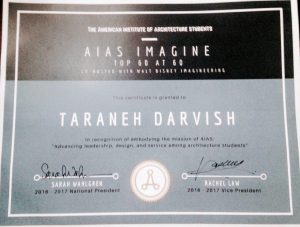 THE AMERICAN INSTITUTE OF ARCHITECTURE STUDENTS
AIAS IMAGINE
TOP 60 AT 60
CO-HOSTED WITH WALT DISNEY IMAGINEERING
This certificate is granted to
TARANEH DARVISH
In recognition of embodying the mission of AIAS:
"Advancing leadership, design, and service among architecture students"
SARAH WAHLGREN
2016 - 2017 National President
RACHEL LAW
2016 - 2017 Vice President